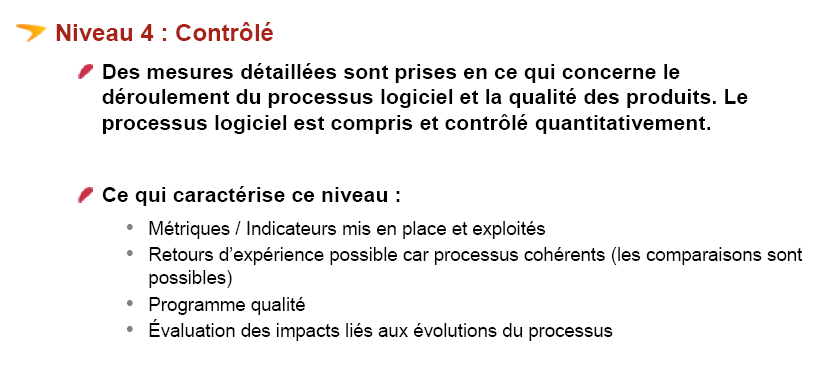 Niveau 4 : Contrôlé
Des mesures détaillées sont prises en ce qui concerne le
déroulement du processus logiciel et la qualité des produits. Le
processus logiciel est compris et contrôlé quantitativement.
Ce qui caractérise ce niveau :
• Métriques / Indicateurs mis en place et exploités
• Retours d’expérience possible car processus cohérents (les comparaisons sont
possibles)
• Programme qualité
• Évaluation des impacts liés aux évolutions du processus